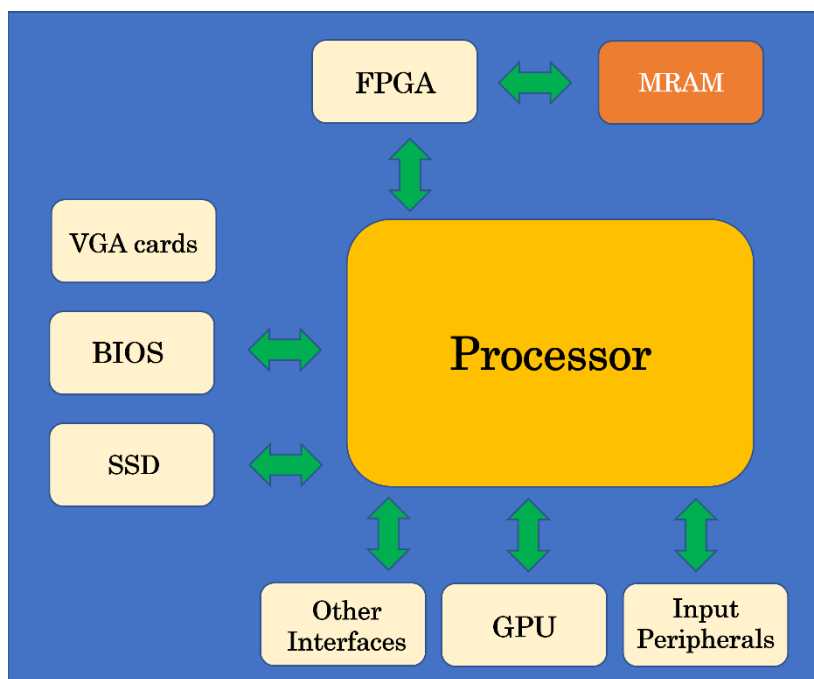 FPGA
MRAM
VGA cards
BIOS
Processor
SSD
Other
Interfaces
GPU
Input
Peripherals